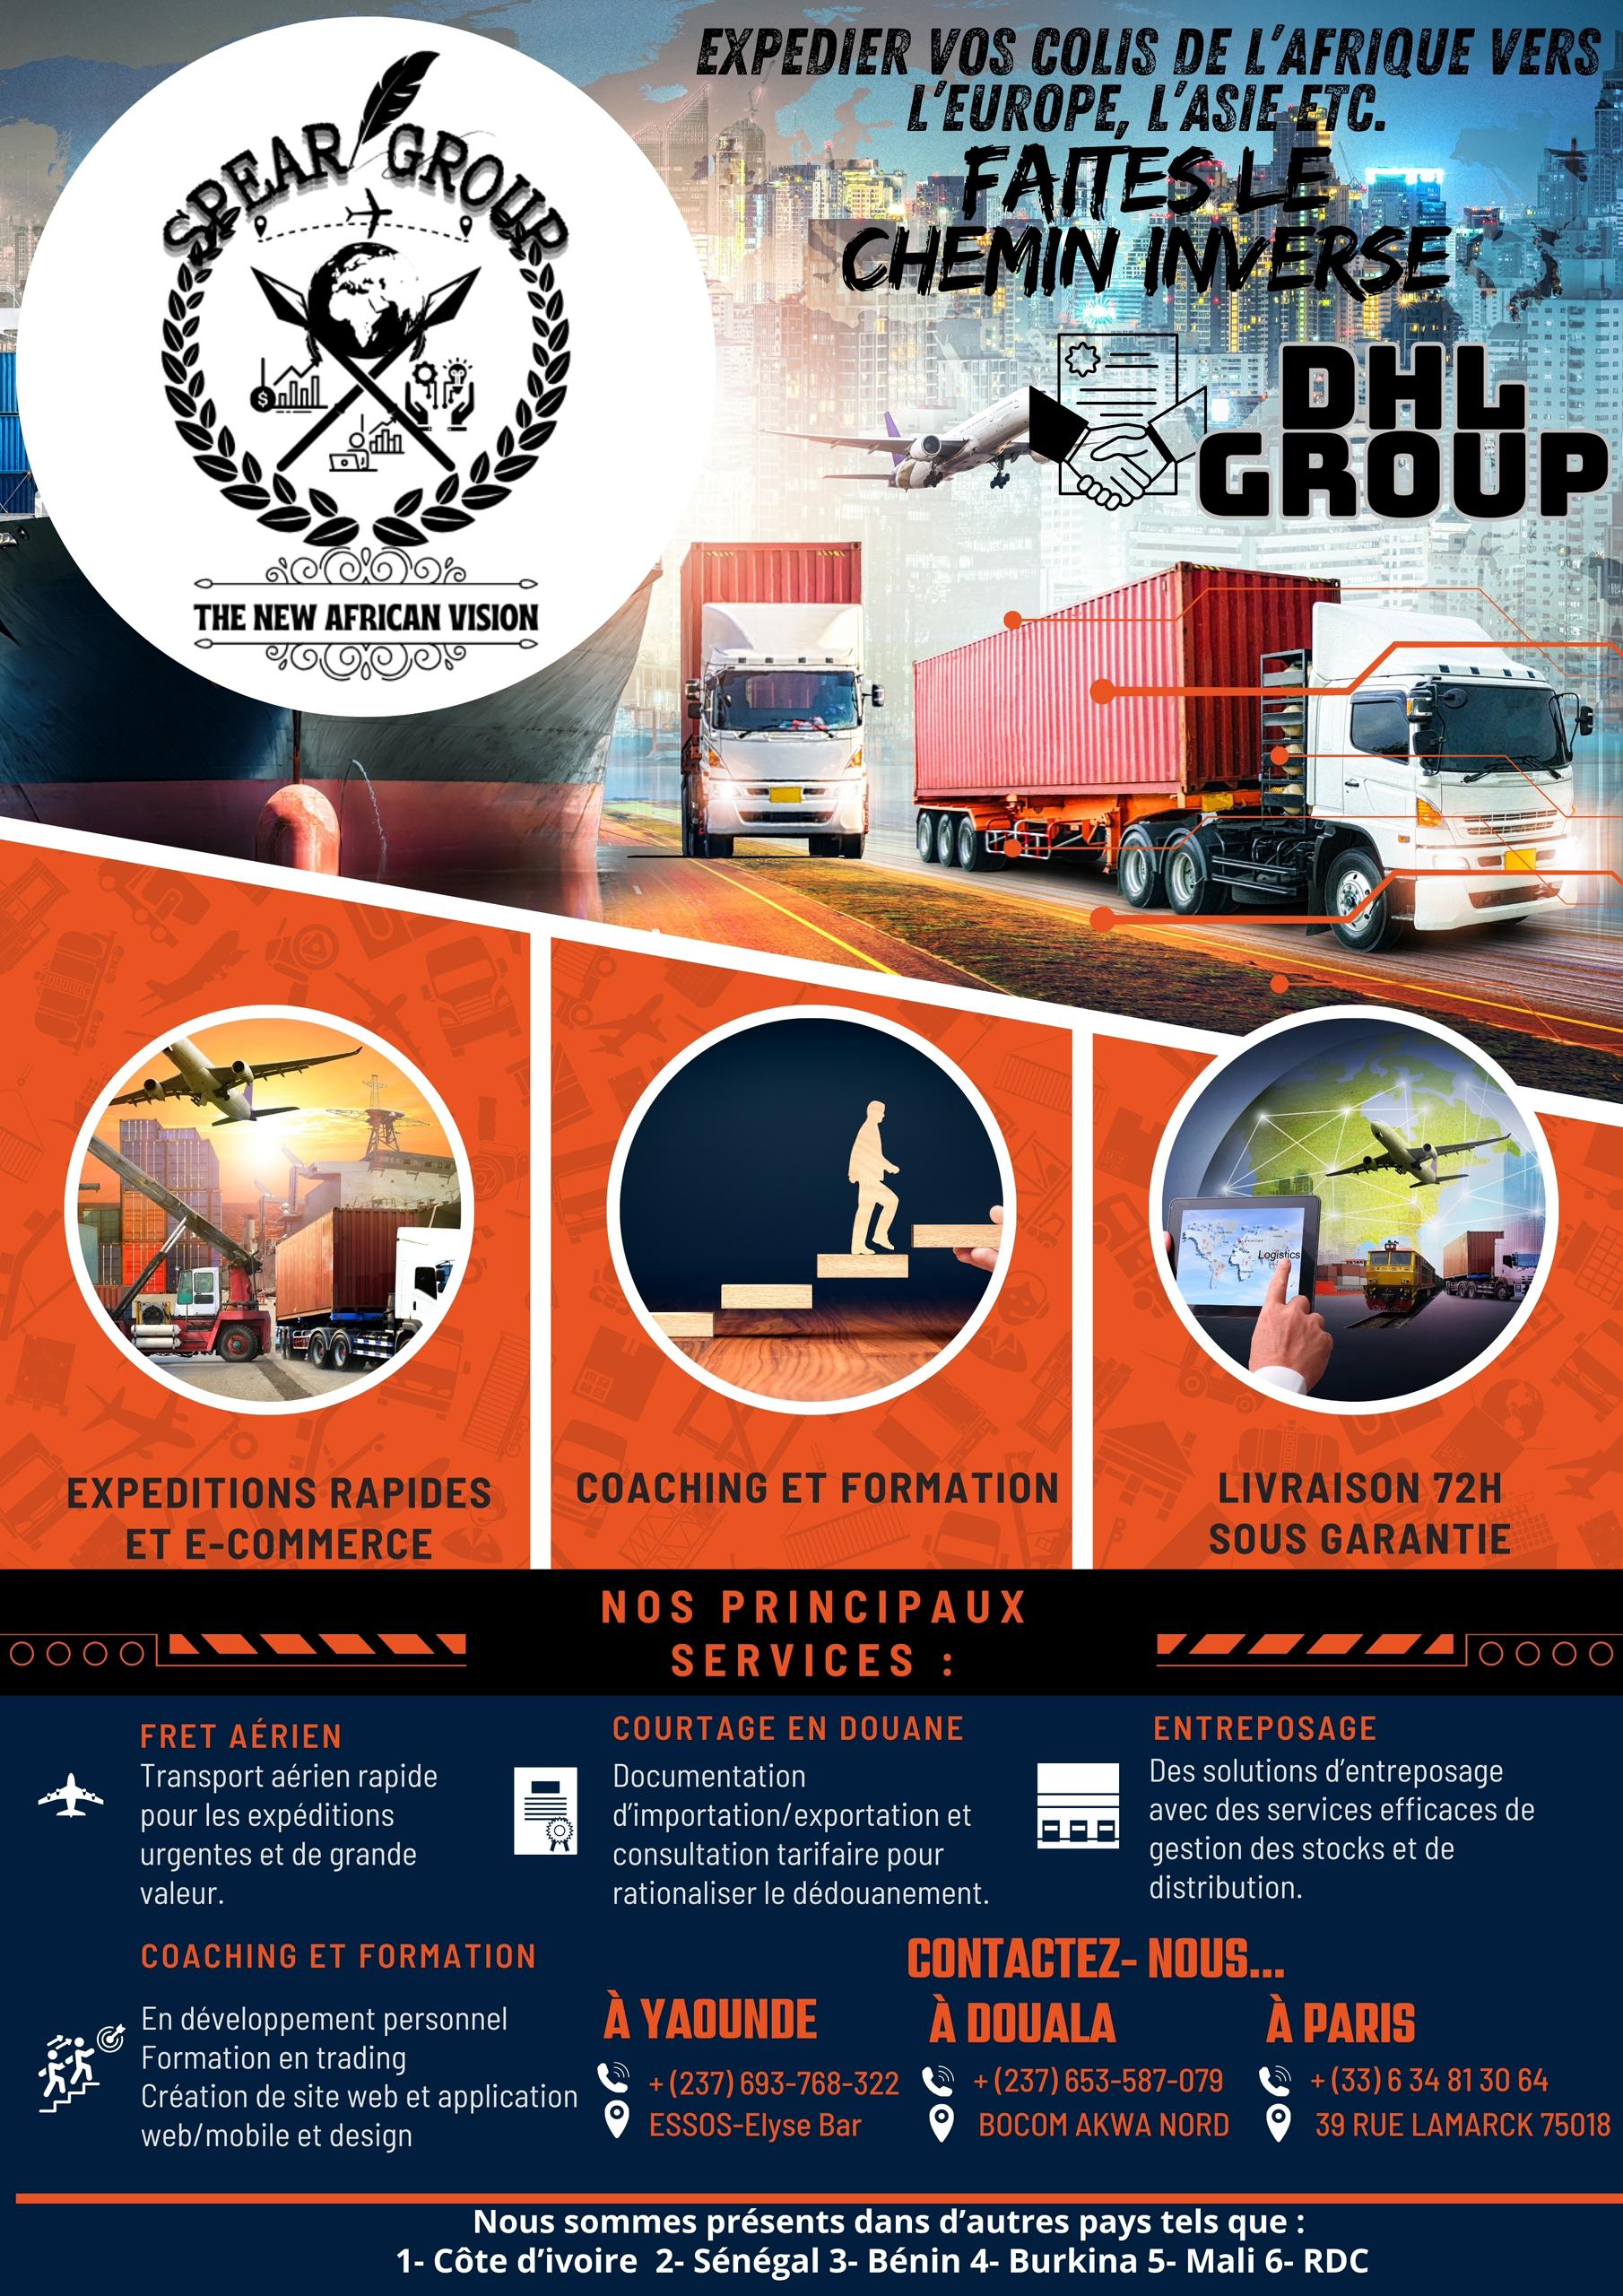 SPEAR GROUP
THE NEW AFRICAN VISION
EXPEDIER VOS COLIS DE L'AFRIQUE VERS
L'EUROPE, L'ASIE ETC.
FAITES LE
CHEMIN INVERSE
DHL
GROUP
Logistics
EXPEDITIONS RAPIDES
ET E-COMMERCE
COACHING ET FORMATION
LIVRAISON 72H
SOUS GARANTIE
NOS PRINCIPAUX
SERVICES :
FRET AÉRIEN
Transport aérien rapide
pour les expéditions
urgentes et de grande
valeur.
COURTAGE EN DOUANE
Documentation
d'importation/exportation et
consultation tarifaire pour
rationaliser le dédouanement.
ENTREPOSAGE
Des solutions d'entreposage
avec des services efficaces de
gestion des stocks et de
distribution.
COACHING ET FORMATION
En développement personnel
Formation en trading
Création de site web et application
web/mobile et design
CONTACTEZ- NOUS...
À YAOUNDE
+ (237) 693-768-322
ESSOS-Elyse Bar
À DOUALA
+ (237) 653-587-079
BOCOM AKWA NORD
À PARIS
+ (33) 6 34 81 30 64
39 RUE LAMARCK 75018
Nous sommes présents dans d'autres pays tels que :
1- Côte d'ivoire 2- Sénégal 3- Bénin 4- Burkina 5- Mali 6- RDC